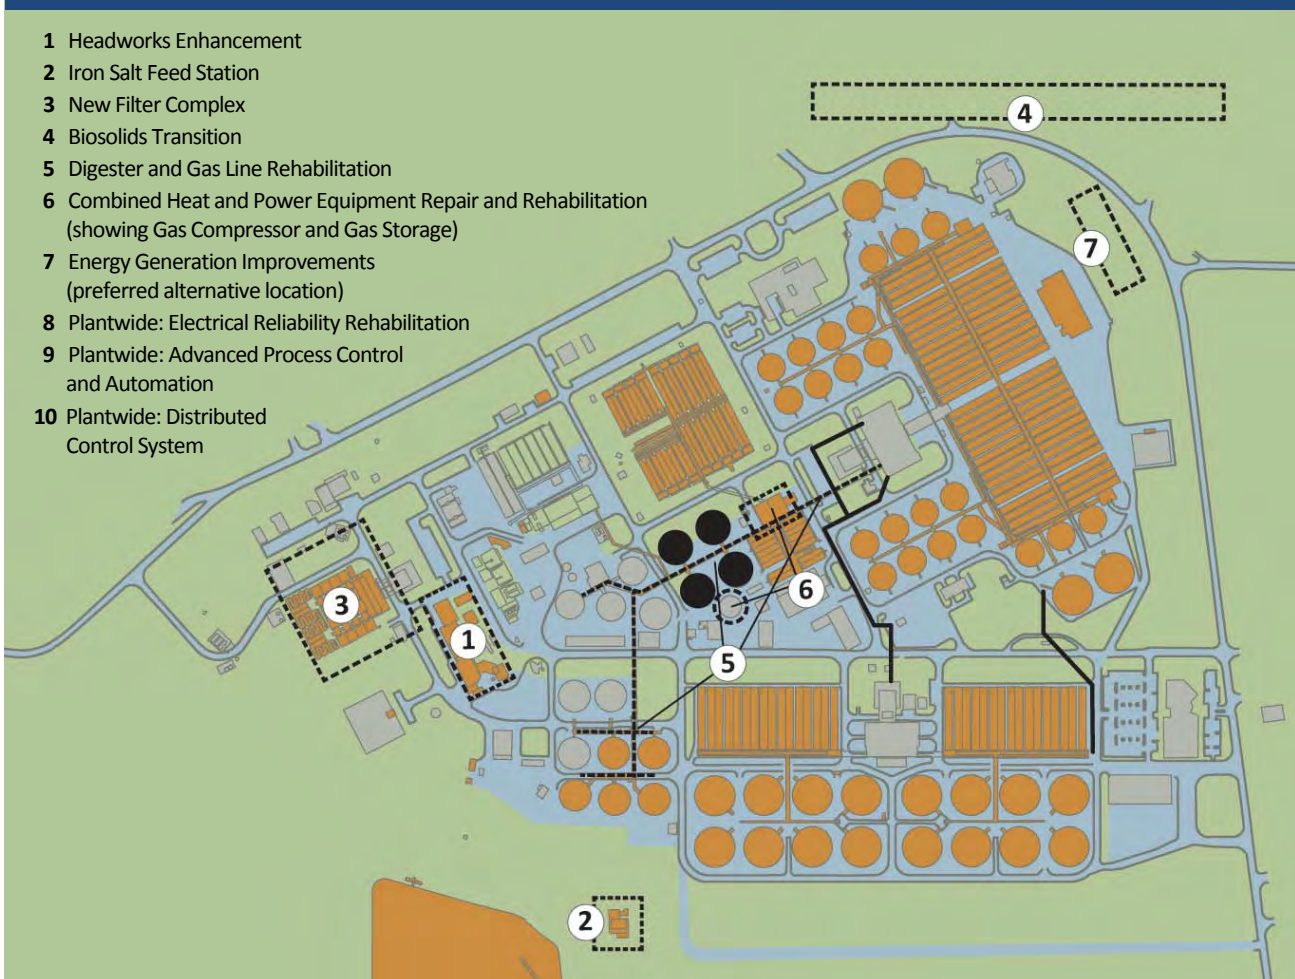 1 Headworks Enhancement
2 Iron Salt Feed Station
3 New Filter Complex
4 Biosolids Transition
5 Digester and Gas Line Rehabilitation
6 Combined Heat and Power Equipment Repair and Rehabilitation
(showing Gas Compressor and Gas Storage)
7 Energy Generation Improvements
(preferred alternative location)
8 Plantwide: Electrical Reliability Rehabilitation
9 Plantwide: Advanced Process Control
and Automation
10 Plantwide: Distributed
Control System
4
7
6
3
1
5
2